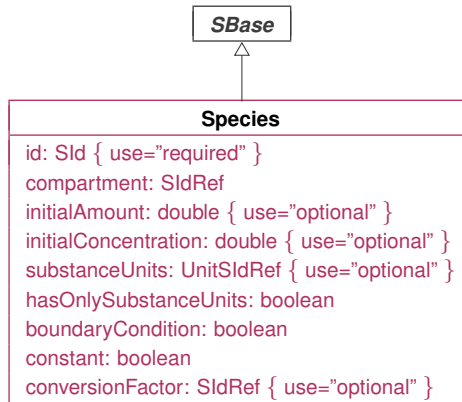 SBase
Species
id: SId { use="required" }
compartment: SIdRef
initialAmount: double { use="optional" }
initialConcentration: double { use="optional" }
substanceUnits: UnitSIdRef { use="optional" }
hasOnlySubstanceUnits: boolean
boundaryCondition: boolean
constant: boolean
conversionFactor: SIdRef { use="optional" }